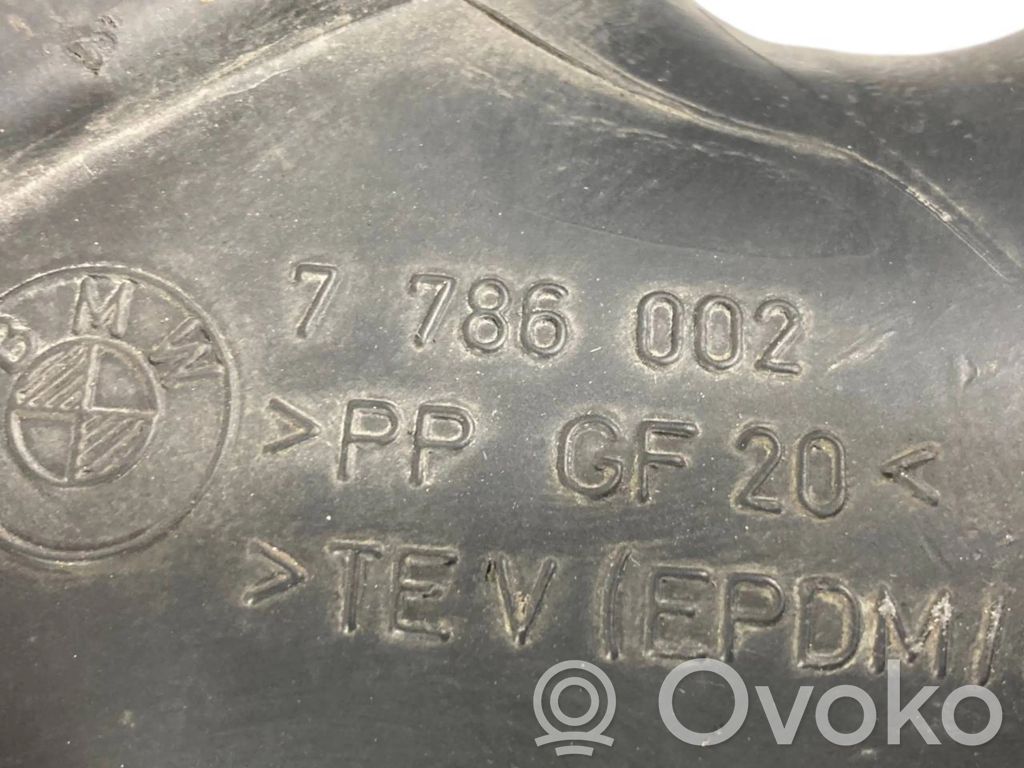 BMW
7 786 002
>PP GF 20<
>TE V (EPDM/
Ovoko